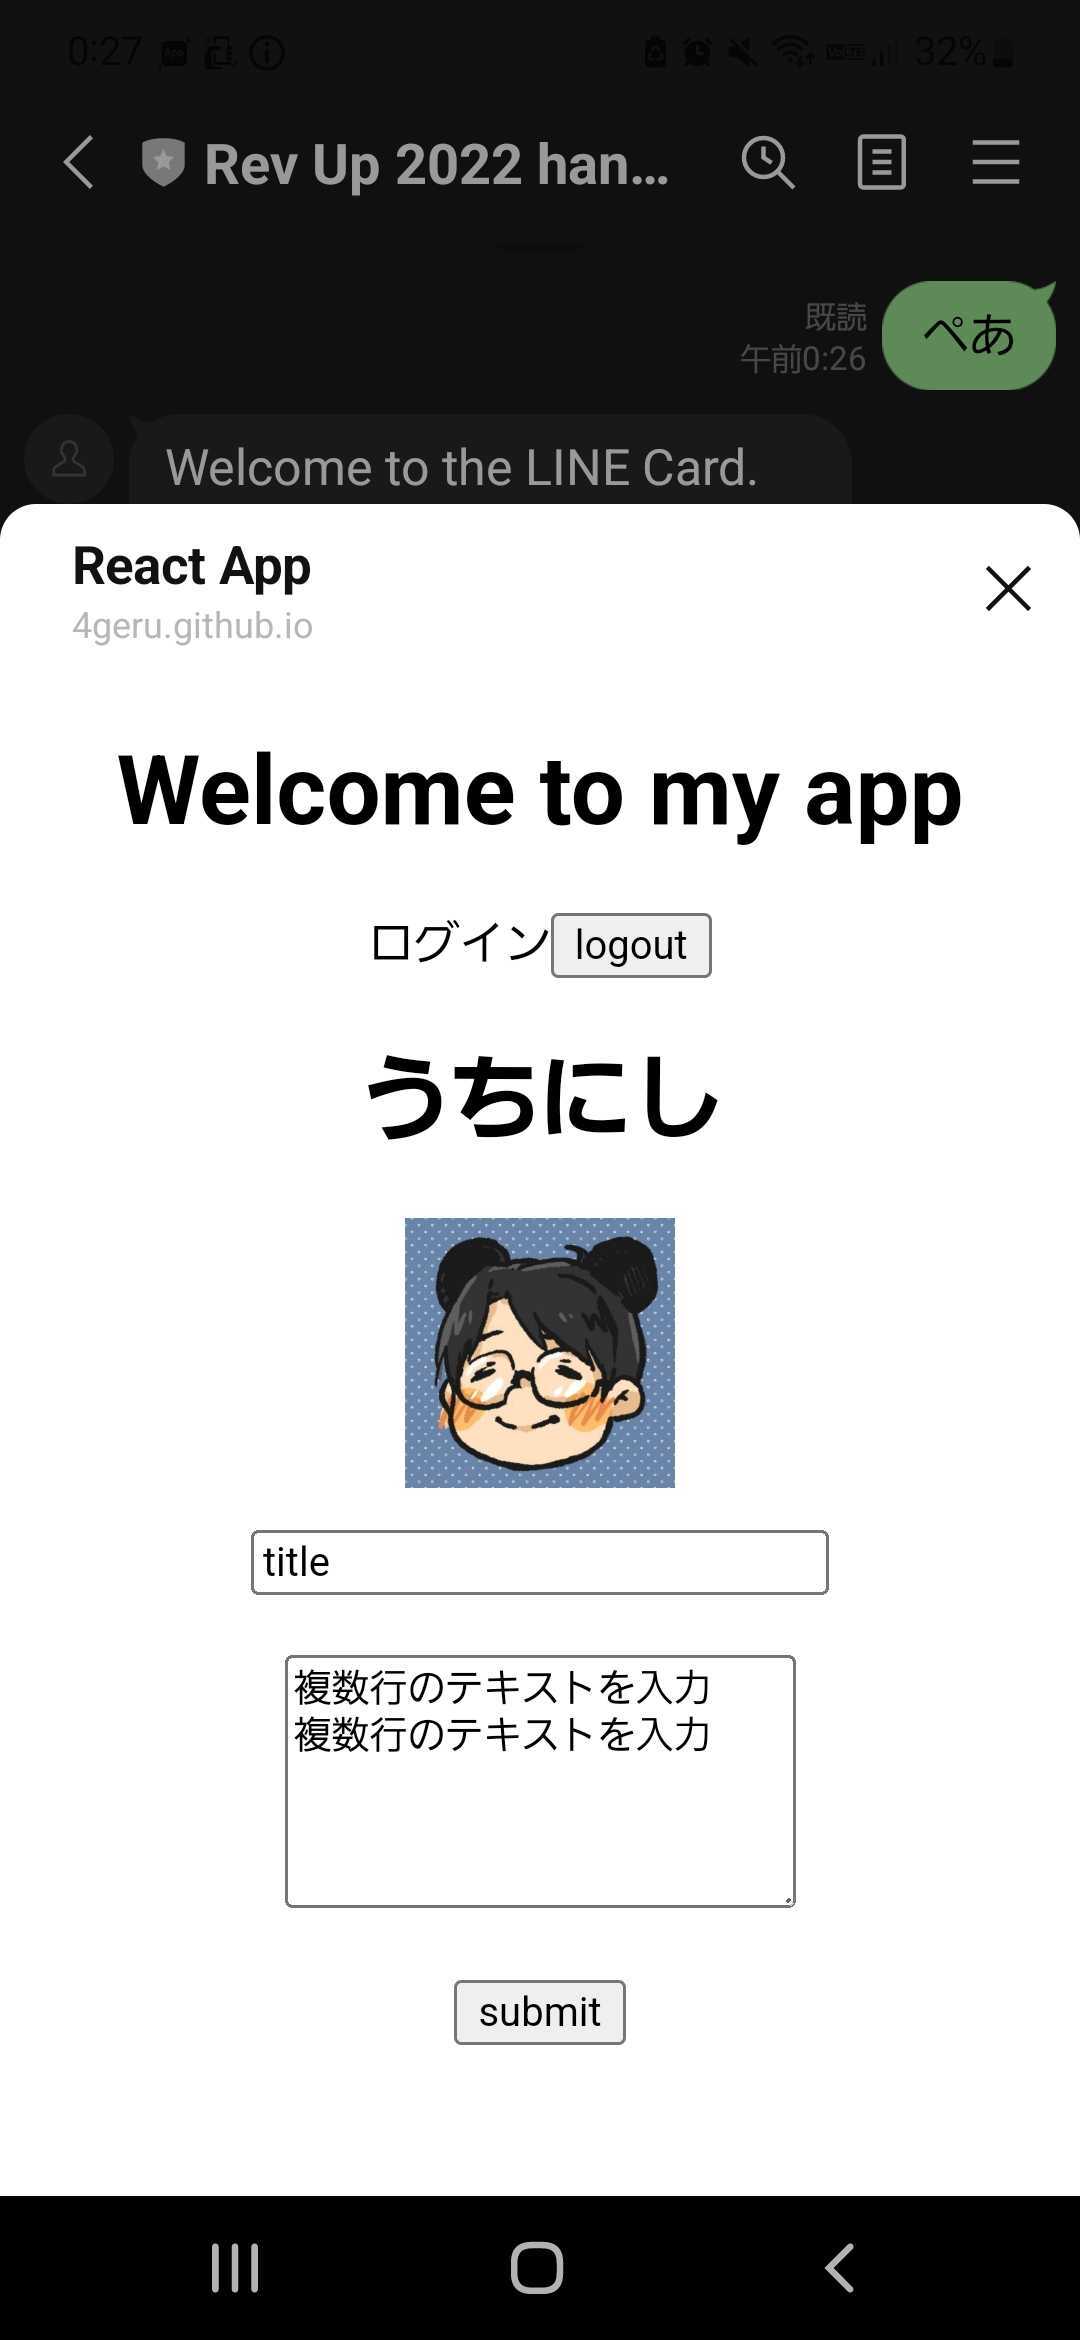 0:27
32%
Rev Up 2022 han...
ぺあ
既読
午前0:26
Welcome to the LINE Card.
React App
4geru.github.io
Welcome to my app
ログイン logout
うちにし
title
複数行のテキストを入力
複数行のテキストを入力
submit